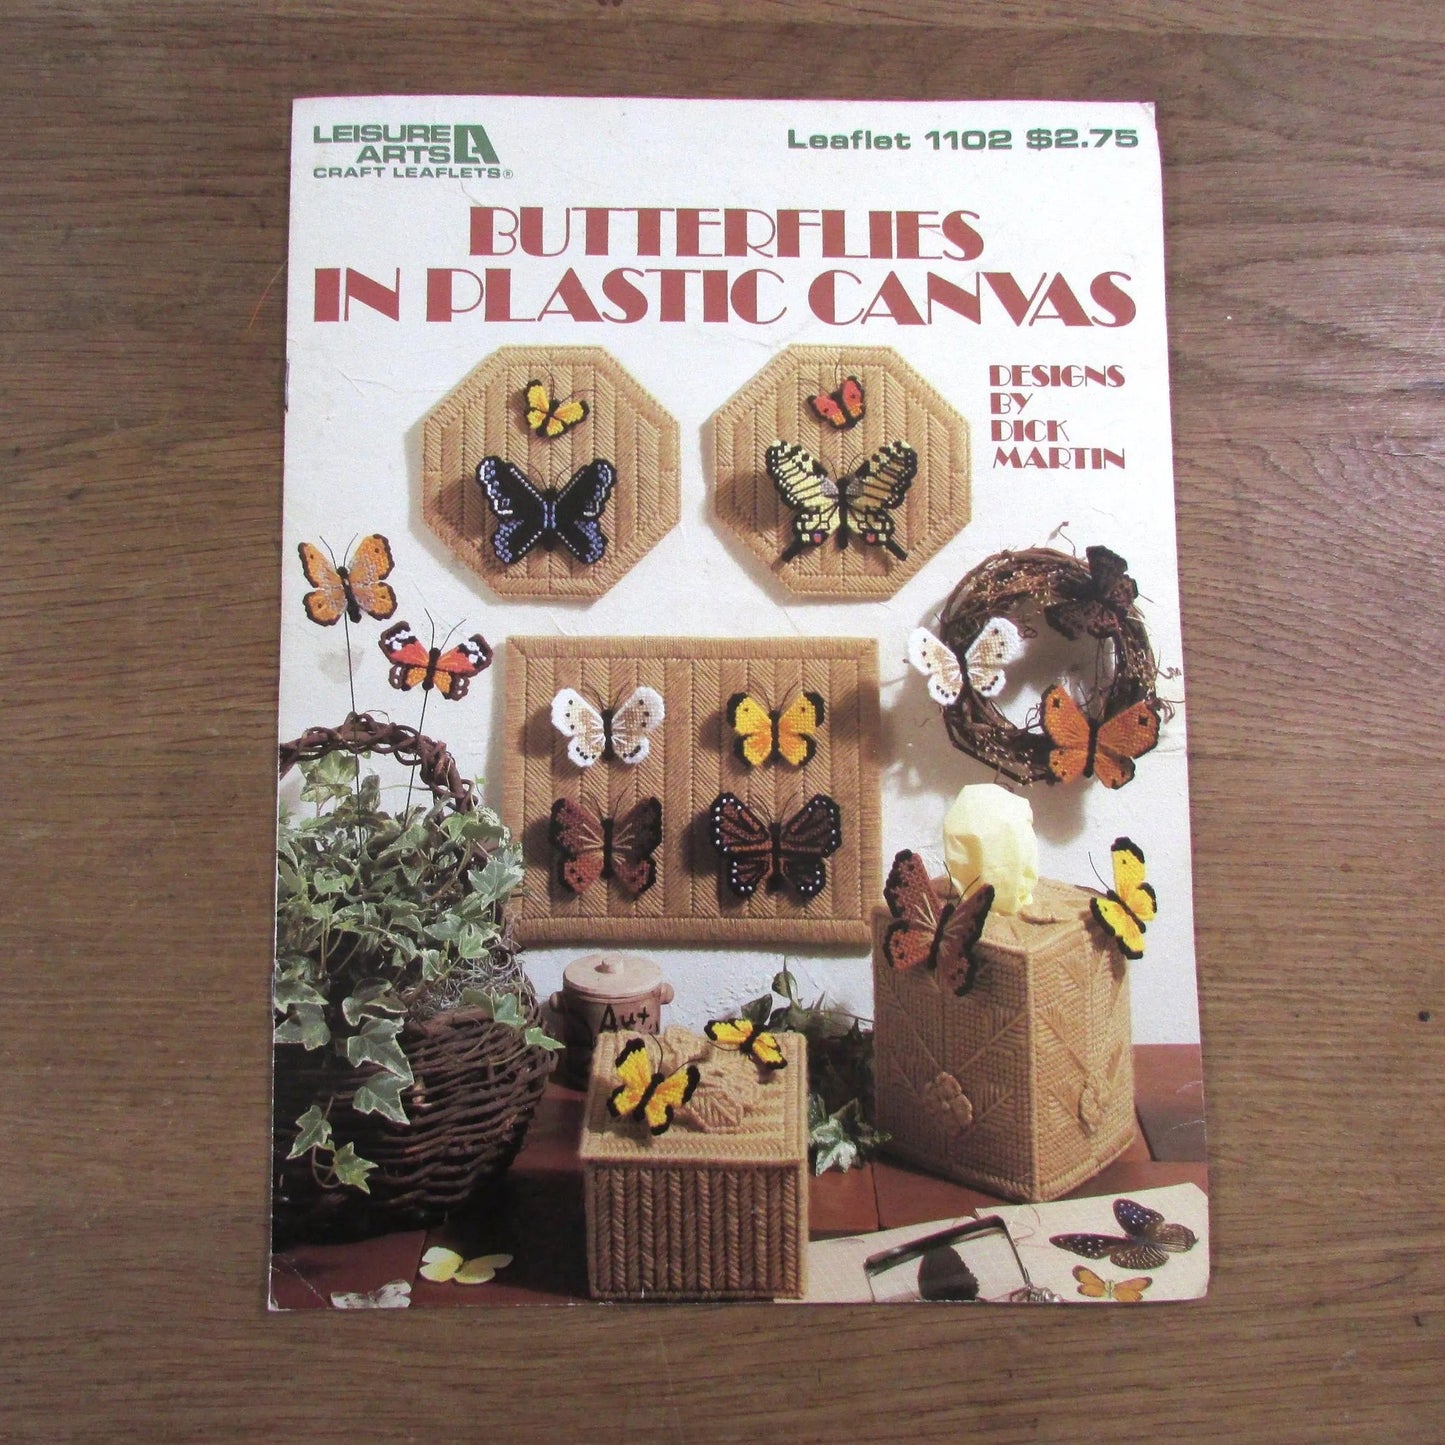 LEISURE
ARTS
CRAFT LEAFLETS®
Leaflet 1102 $2.75
BUTTERFLIES
IN PLASTIC CANVAS
DESIGNS
BY
DICK
MARTIN